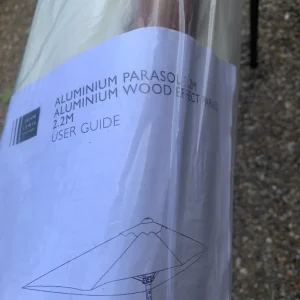 ALUMINIUM PARASOL
ALUMINIUM WOOD EFFECT
2.2M
USER GUIDE